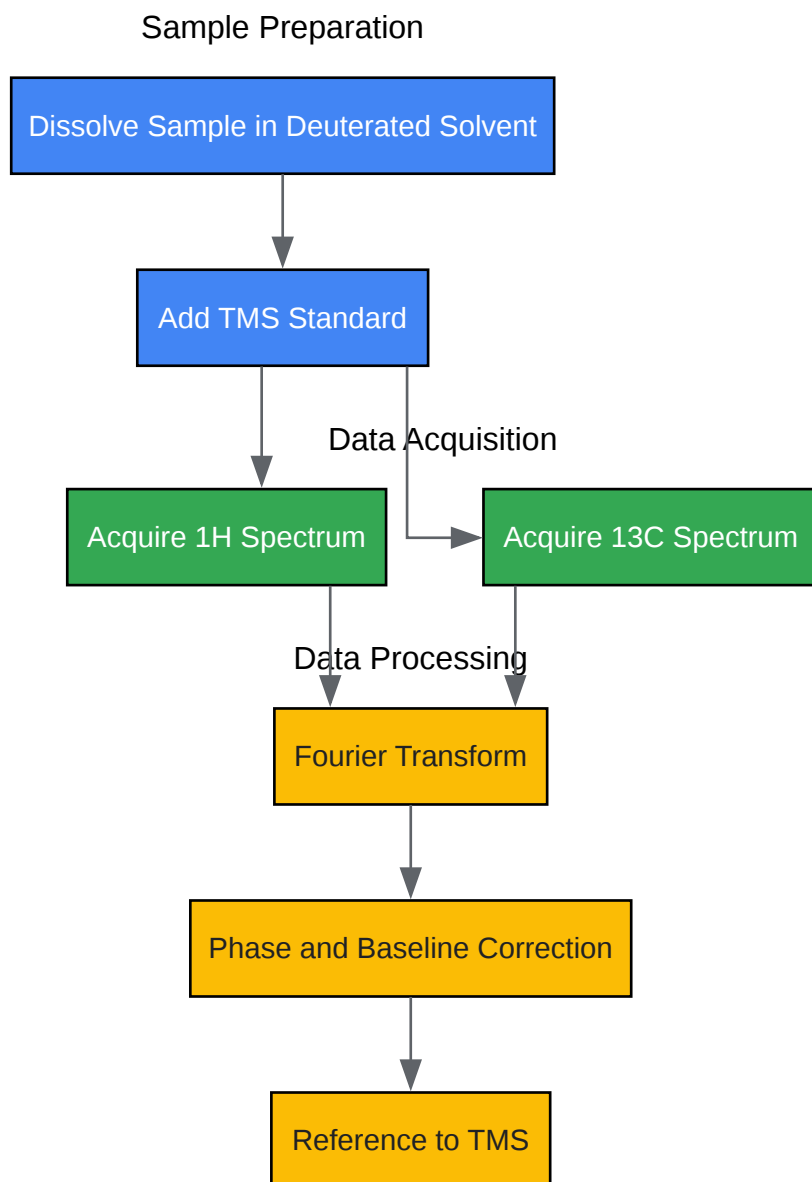 Sample Preparation
Dissolve Sample in Deuterated Solvent
Add TMS Standard
Data Acquisition
Acquire 1H Spectrum
Acquire 13C Spectrum
Data Processing
Fourier Transform
Phase and Baseline Correction
Reference to TMS